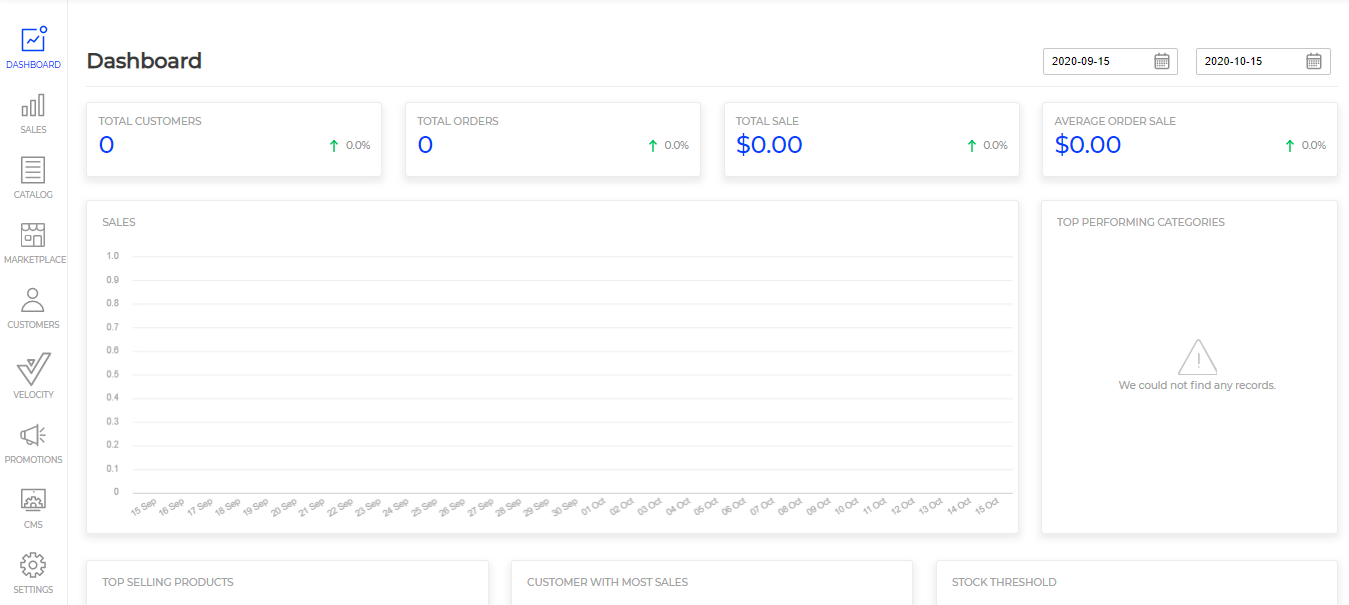 DASHBOARD
SALES
CATALOG
MARKETPLACE
CUSTOMERS
VELOCITY
PROMOTIONS
CMS
SETTINGS
Dashboard
2020-09-15
2020-10-15
TOTAL CUSTOMERS
0
0.0%
TOTAL ORDERS
0
0.0%
TOTAL SALE
$0.00
0.0%
AVERAGE ORDER SALE
$0.00
0.0%
SALES
1.0
0.9
0.8
0.7
0.6
0.5
0.4
0.3
0.2
0.1
0
15 Sep 16 Sep 17 Sep 18 Sep 19 Sep 20 Sep 21 Sep 22 Sep 23 Sep 24 Sep 25 Sep 26 Sep 27 Sep 28 Sep 29 Sep 30 Sep 01 Oct 02 Oct 03 Oct 04 Oct 05 Oct 06 Oct 07 Oct 08 Oct 09 Oct 10 Oct 11 Oct 12 Oct 13 Oct 14 Oct 15 Oct
TOP PERFORMING CATEGORIES
We could not find any records.
TOP SELLING PRODUCTS
CUSTOMER WITH MOST SALES
STOCK THRESHOLD